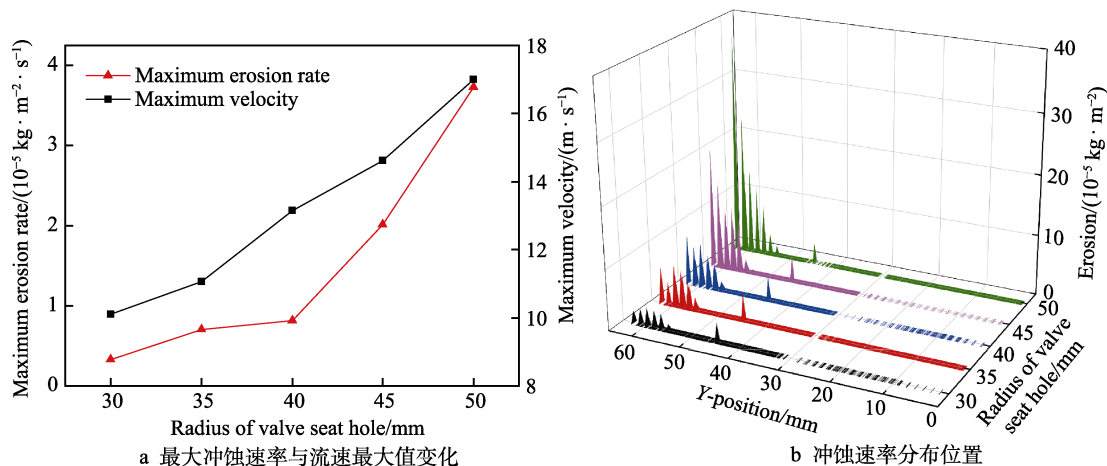 Maximum erosion rate/(10⁻⁵ kg · m⁻² · s⁻¹)
4
3
2
1
0
Maximum erosion rate
Maximum velocity
18
16
14
12
10
8
Maximum velocity/(m · s⁻¹)
30 35 40 45 50
Radius of valve seat hole/mm
a 最大冲蚀速率与流速最大值变化
40
30
20
10
0
Erosion/(10⁻⁵ kg · m⁻²)
60 50 40 30 20 10 0
Y-position/mm
50
45
40
35
30
Radius of valve
seat hole/mm
b 冲蚀速率分布位置